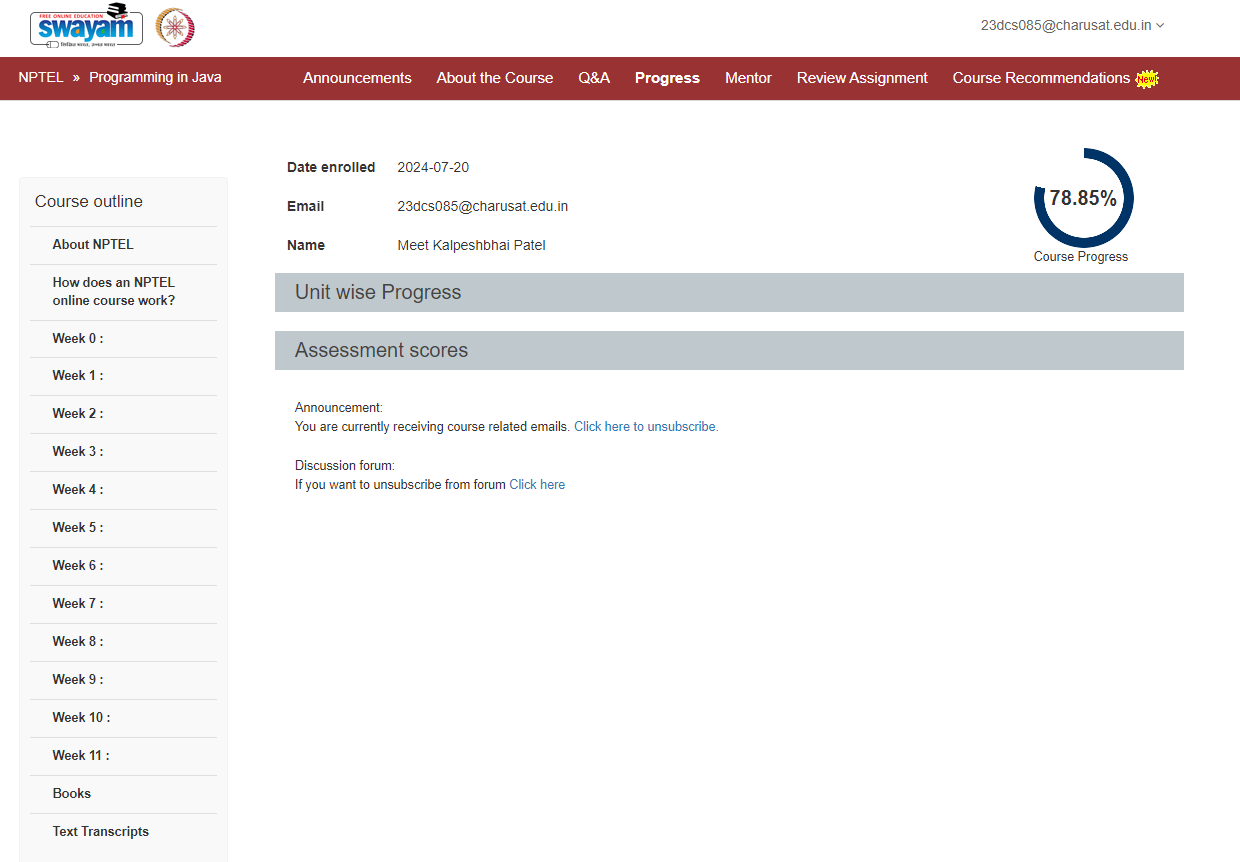 FREE ONLINE EDUCATION
swayam
शिक्षित भारत, उन्नत भारत
23dcs085@charusat.edu.in
NPTEL » Programming in Java
Announcements About the Course Q&A Progress Mentor Review Assignment Course Recommendations New!
Date enrolled 2024-07-20
Email 23dcs085@charusat.edu.in
Name Meet Kalpeshbhai Patel
78.85%
Course Progress
Course outline
About NPTEL
How does an NPTEL
online course work?
Week 0 :
Week 1 :
Week 2 :
Week 3 :
Week 4 :
Week 5 :
Week 6 :
Week 7 :
Week 8 :
Week 9 :
Week 10 :
Week 11 :
Books
Text Transcripts
Unit wise Progress
Assessment scores
Announcement:
You are currently receiving course related emails. Click here to unsubscribe.
Discussion forum:
If you want to unsubscribe from forum Click here